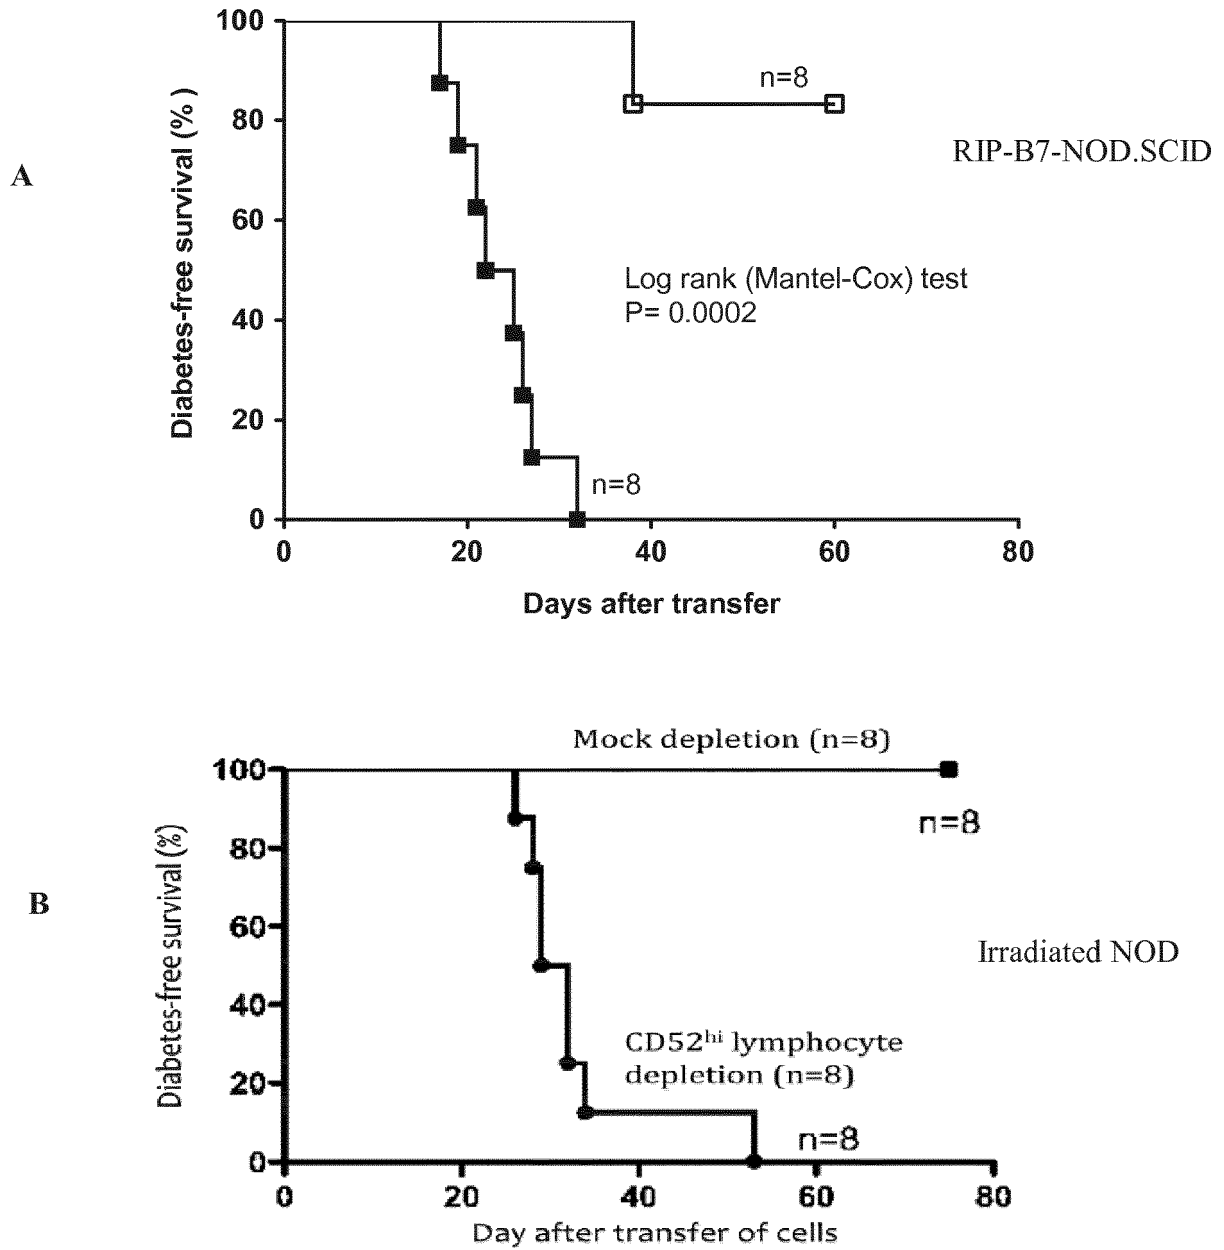 A
Diabetes-free survival (% )
100
80
60
40
20
0
n=8
RIP-B7-NOD.SCID
Log rank (Mantel-Cox) test
P= 0.0002
n=8
0 20 40 60 80
Days after transfer
B
Diabetes-free survival (%)
Mock depletion (n=8)
100
80
60
40
20
0
n=8
Irradiated NOD
CD52hi lymphocyte
depletion (n=8)
n=8
0 20 40 60 80
Day after transfer of cells